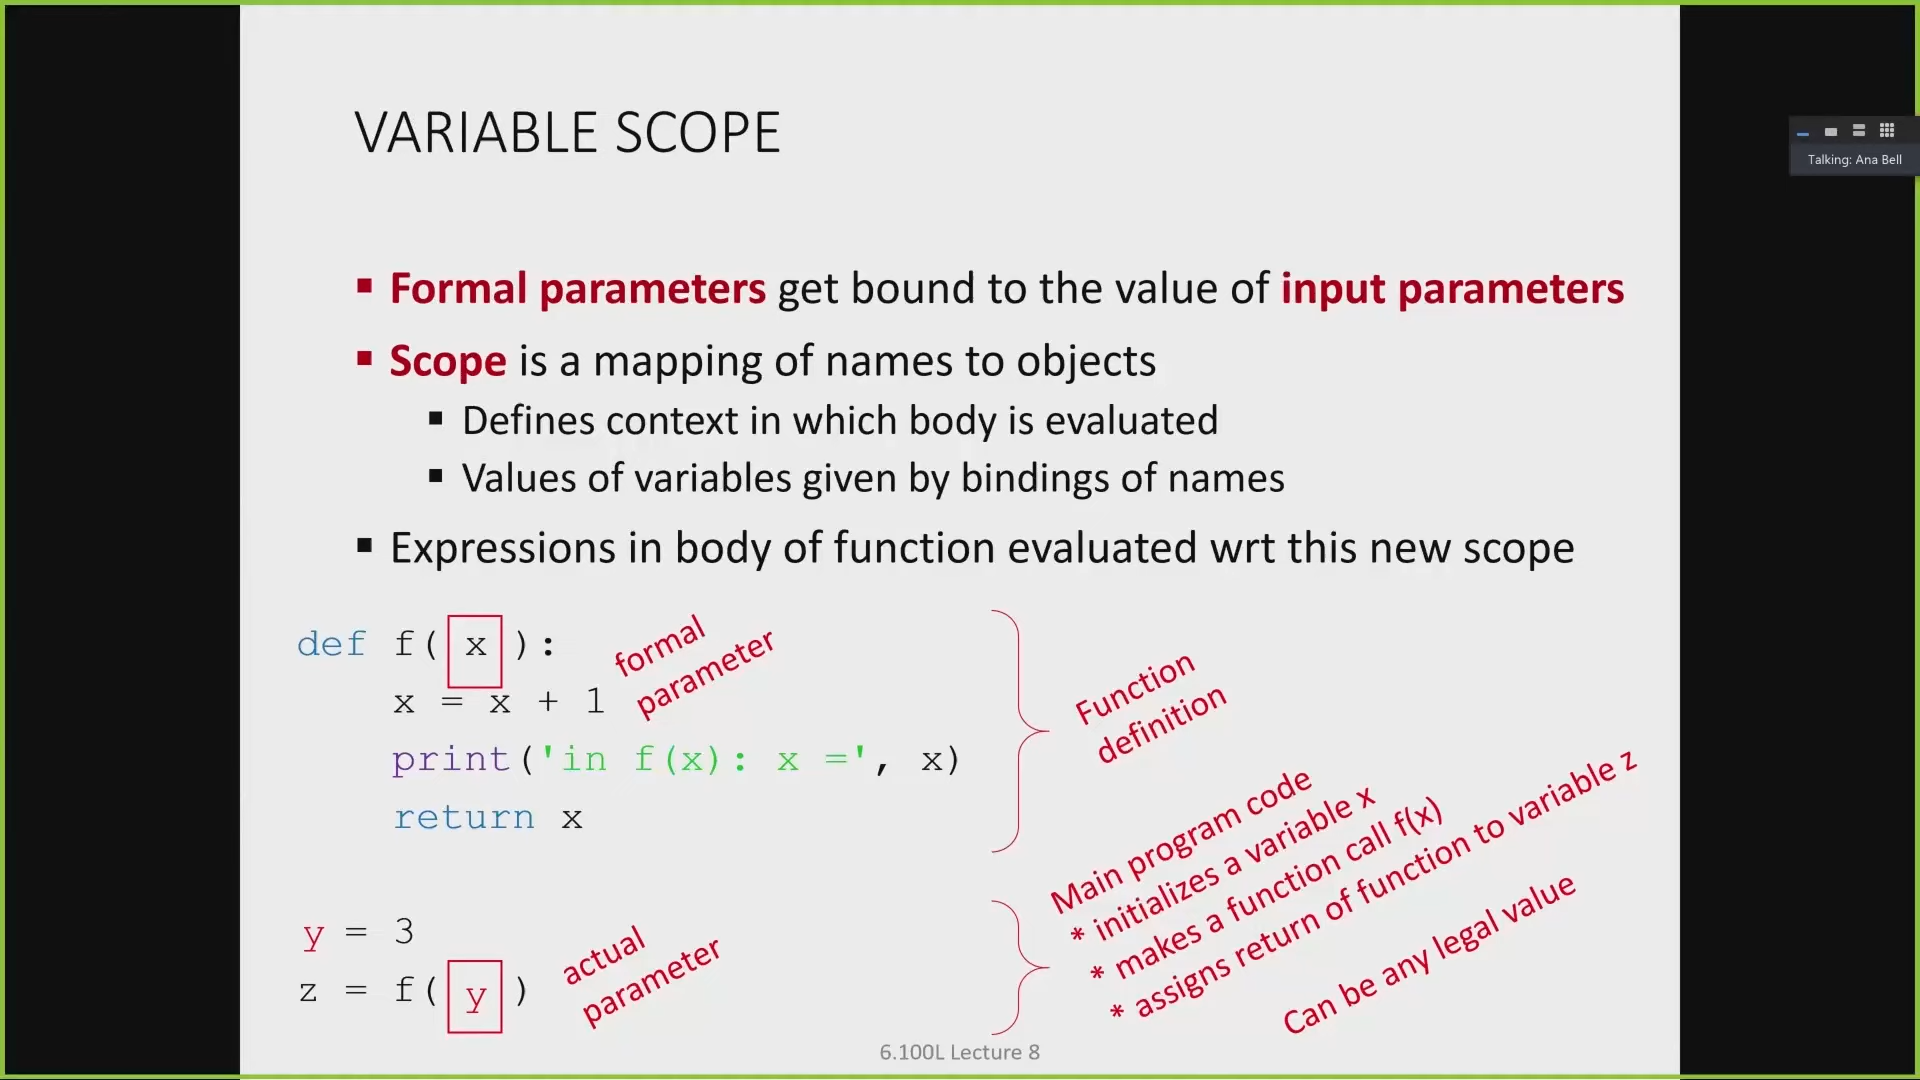 VARIABLE SCOPE
Talking: Ana Bell
Formal parameters get bound to the value of input parameters
Scope is a mapping of names to objects
Defines context in which body is evaluated
Values of variables given by bindings of names
Expressions in body of function evaluated wrt this new scope
def f( x ):
x = x + 1
print('in f(x): x =', x)
return x
formal
parameter
Function
definition
y = 3
z = f( y )
actual
parameter
Main program code
* initializes a variable x
* makes a function call f(x)
* assigns return of function to variable z
Can be any legal value
6.100L Lecture 8